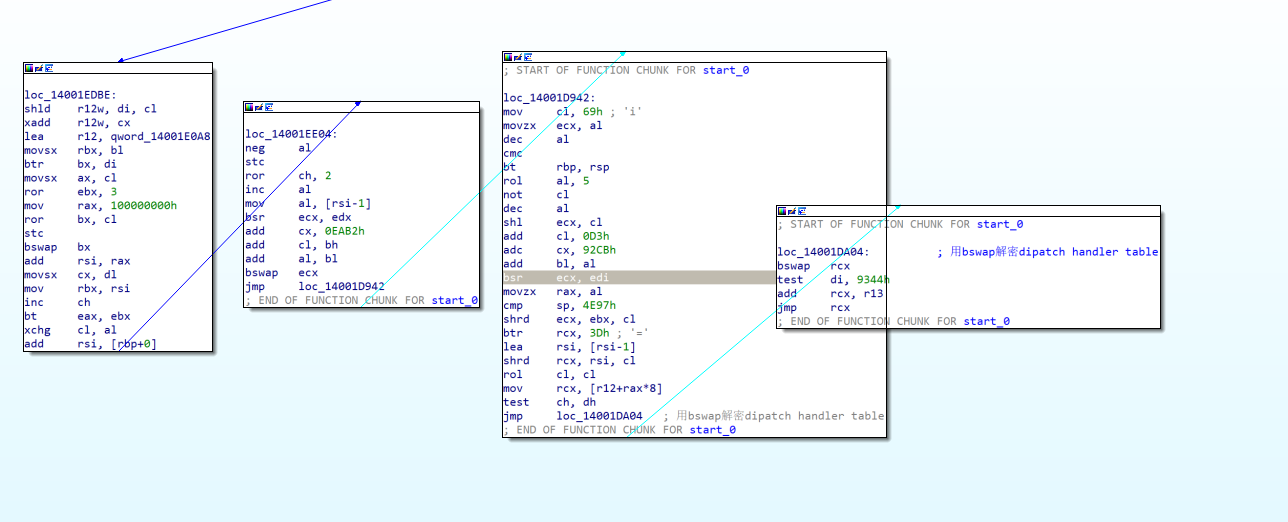 loc_14001EDBE:
shld r12w, di, cl
xadd r12w, cx
lea r12, qword_14001E0A8
movsx rbx, bl
btr bx, di
movsx ax, cl
ror ebx, 3
mov rax, 100000000h
ror bx, cl
stc
bswap bx
add rsi, rax
movsx cx, dl
mov rbx, rsi
inc ch
bt eax, ebx
xchg cl, al
add rsi, [rbp+0]
loc_14001EE04:
neg al
stc
ror ch, 2
inc al
mov al, [rsi-1]
bsr ecx, edx
add cx, 0EAB2h
add cl, bh
add al, bl
bswap ecx
jmp loc_14001D942
; END OF FUNCTION CHUNK FOR start_0
; START OF FUNCTION CHUNK FOR start_0
loc_14001D942:
mov cl, 69h ; 'i'
movzx ecx, al
dec al
cmc
bt rbp, rsp
rol al, 5
not cl
dec al
shl ecx, cl
add cl, 0D3h
adc cx, 92CBh
add bl, al
bsr ecx, edi
movzx rax, al
cmp sp, 4E97h
shrd ecx, ebx, cl
btr rcx, 3Dh ; '='
lea rsi, [rsi-1]
shrd rcx, rsi, cl
rol cl, cl
mov rcx, [r12+rax*8]
test ch, dh
jmp loc_14001DA04 ; 用bswap解密dipatch handler table
; END OF FUNCTION CHUNK FOR start_0
; START OF FUNCTION CHUNK FOR start_0
loc_14001DA04: ; 用bswap解密dipatch handler table
bswap rcx
test di, 9344h
add rcx, r13
jmp rcx
; END OF FUNCTION CHUNK FOR start_0